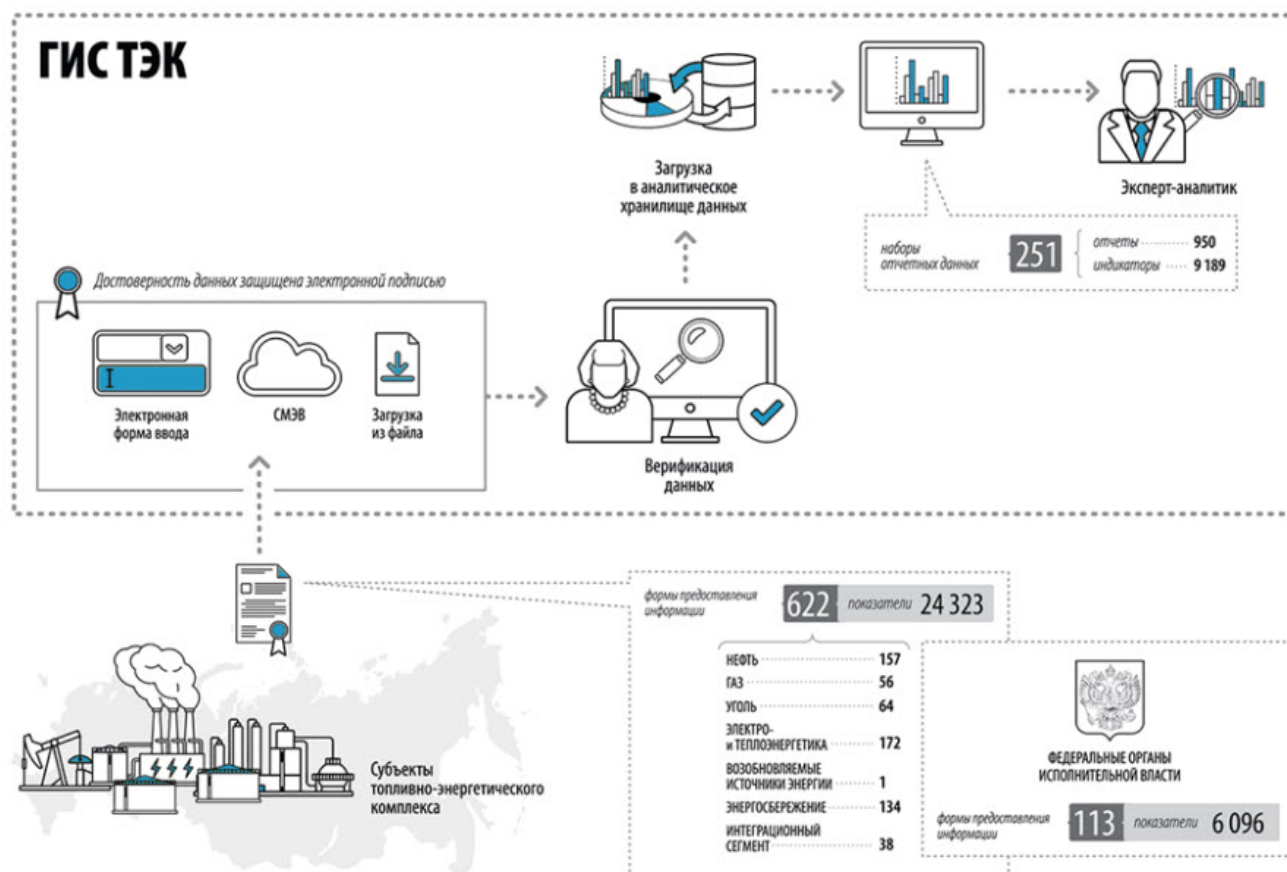 ГИС ТЭК
Загрузка
в аналитическое
хранилище данных
Эксперт-аналитик
наборы
отчетных данных
251
отчеты 950
индикаторы 9 189
Достоверность данных защищена электронной подписью
Электронная
форма ввода
СМЭВ
Загрузка
из файла
Верификация
данных
формы предоставления
информации
622 показатели 24 323
НЕФТЬ 157
ГАЗ 56
УГОЛЬ 64
ЭЛЕКТРО-
И ТЕПЛОЭНЕРГЕТИКА 172
ВОЗОБНОВЛЯЕМЫЕ
ИСТОЧНИКИ ЭНЕРГИИ 1
ЭНЕРГОСБЕРЕЖЕНИЕ 134
ИНТЕГРАЦИОННЫЙ
СЕГМЕНТ 38
Субъекты
топливно-энергетического
комплекса
ФЕДЕРАЛЬНЫЕ ОРГАНЫ
ИСПОЛНИТЕЛЬНОЙ ВЛАСТИ
формы предоставления
информации
113 показатели 6 096